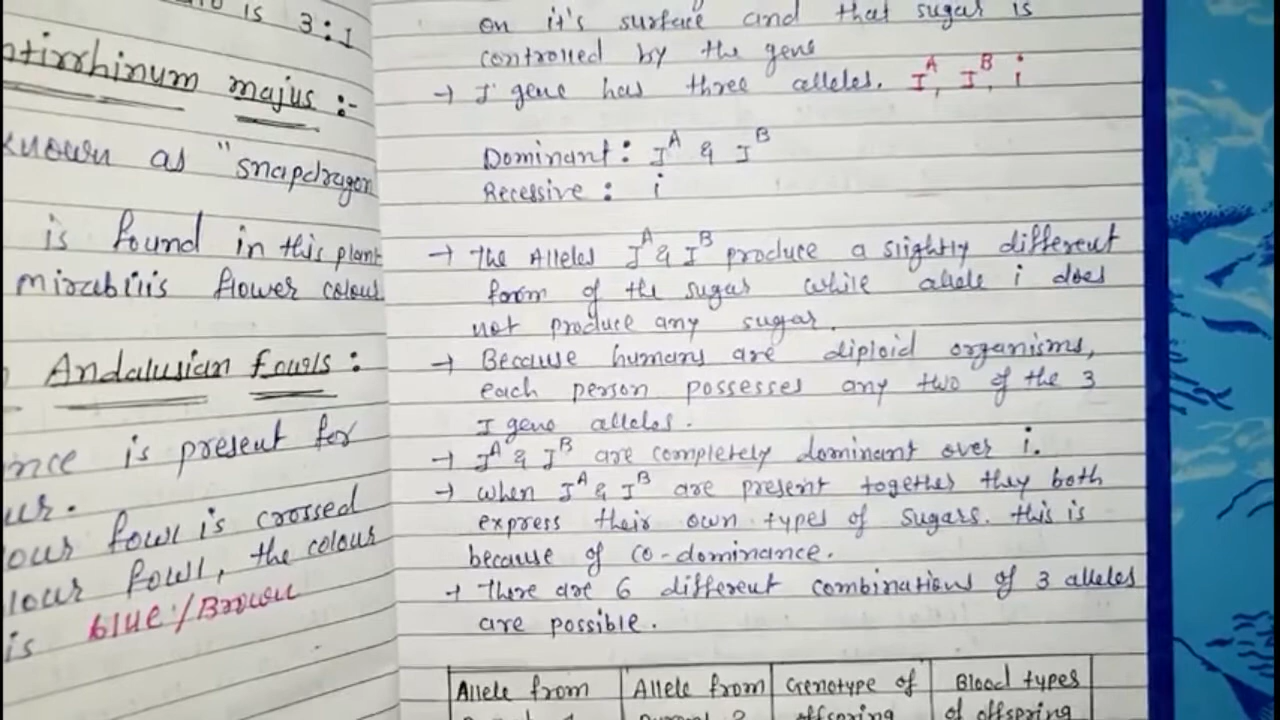 is 3:1
majus :-
as "snapdragon
is found in this plant
mirabilis flower colour
Andalusian fowls :
is present for
fowl is crossed
fowl, the colour
is blue/Brown
on it's surface and that sugar is
controlled by the gene
→ I gene has three alleles. I^A, I^B, i
Dominant : I^A & I^B
Recessive : i
→ The Alleles I^A & I^B produce a slightly different
form of the sugar while allele i does
not produce any sugar.
→ Because humans are diploid organisms,
each person possesses any two of the 3
I gene alleles.
→ I^A & I^B are completely dominant over i.
→ when I^A & I^B are present together they both
express their own types of sugars. this is
because of co-dominance.
→ There are 6 different combinations of 3 alleles
are possible.
Allele from Allele from Genotype of Blood types
offspring of offspring